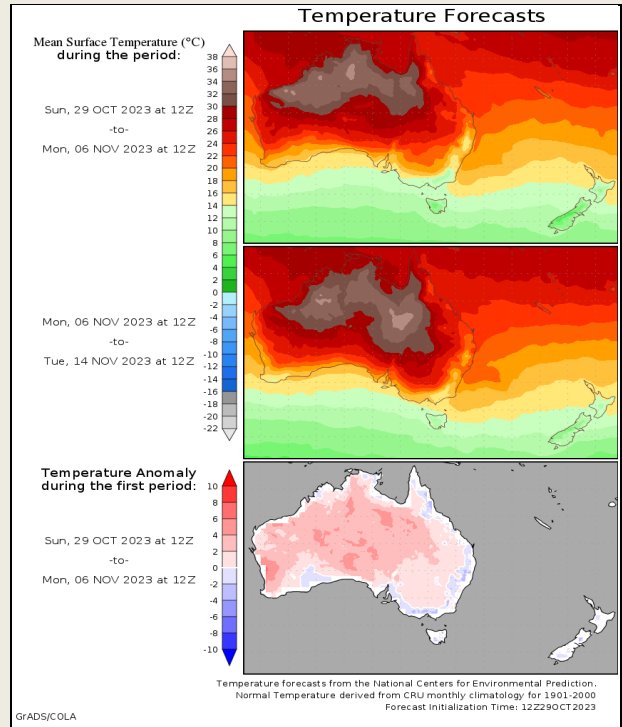 Temperature Forecasts
Mean Surface Temperature (°C)
during the period:
38
36
34
32
30
28
26
24
22
20
18
16
14
12
10
8
6
4
2
0
-2
-4
-6
-8
-10
-12
-14
-16
-18
-20
-22
Sun, 29 OCT 2023 at 12Z
-to-
Mon, 06 NOV 2023 at 12Z
Mon, 06 NOV 2023 at 12Z
-to-
Tue, 14 NOV 2023 at 12Z
Temperature Anomaly
during the first period:
10
8
6
4
2
0
-2
-4
-6
-8
-10
Sun, 29 OCT 2023 at 12Z
-to-
Mon, 06 NOV 2023 at 12Z
Temperature forecasts from the National Centers for Environmental Prediction.
Normal Temperature derived from CRU monthly climatology for 1901-2000
Forecast Initialization Time: 12Z29OCT2023
GrADS/COLA